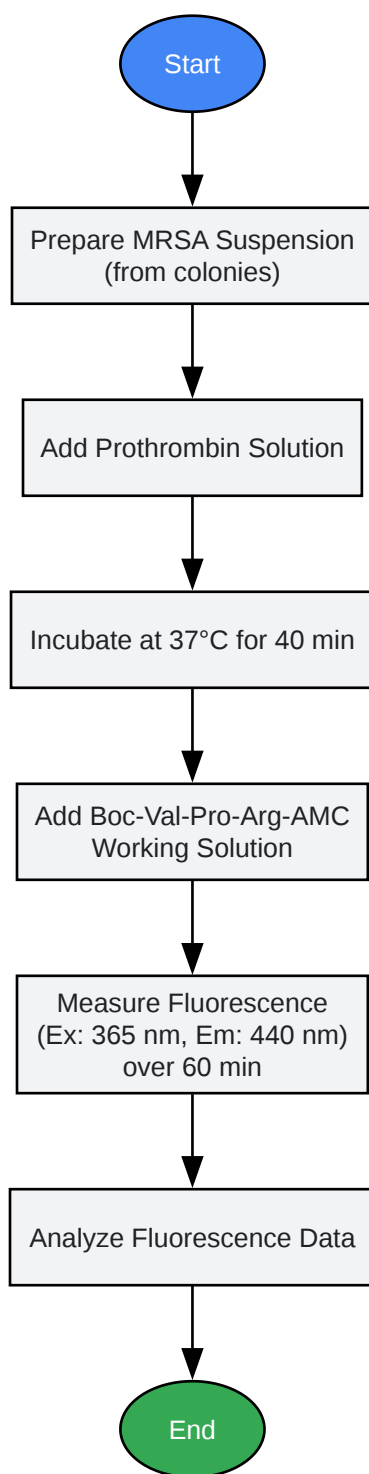 Start
Prepare MRSA Suspension
(from colonies)
Add Prothrombin Solution
Incubate at 37°C for 40 min
Add Boc-Val-Pro-Arg-AMC
Working Solution
Measure Fluorescence
(Ex: 365 nm, Em: 440 nm)
over 60 min
Analyze Fluorescence Data
End